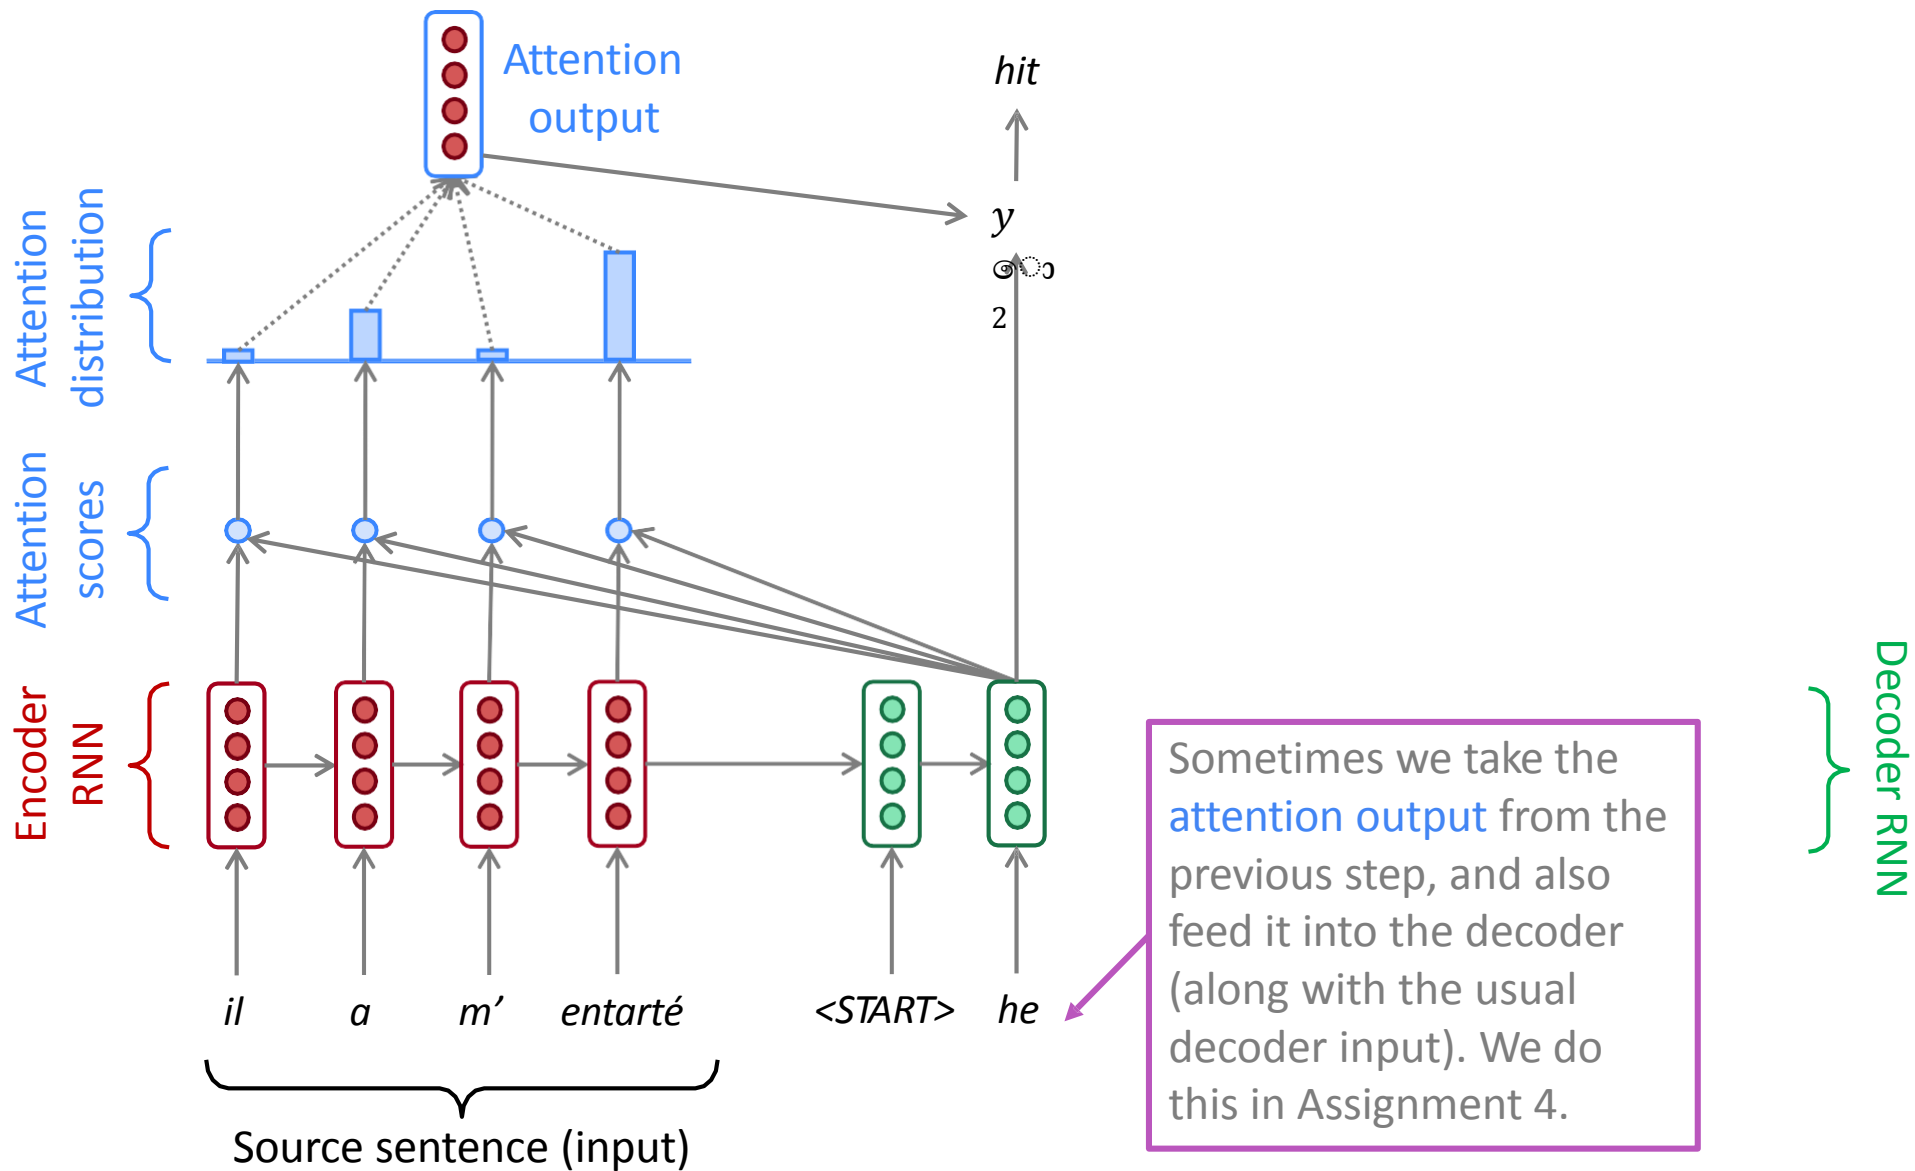 Attention
output
hit
y
2
Attention
distribution
Attention
scores
Encoder
RNN
Decoder RNN
Sometimes we take the
attention output from the
previous step, and also
feed it into the decoder
(along with the usual
decoder input). We do
this in Assignment 4.
il a m’ entarté <START> he
Source sentence (input)